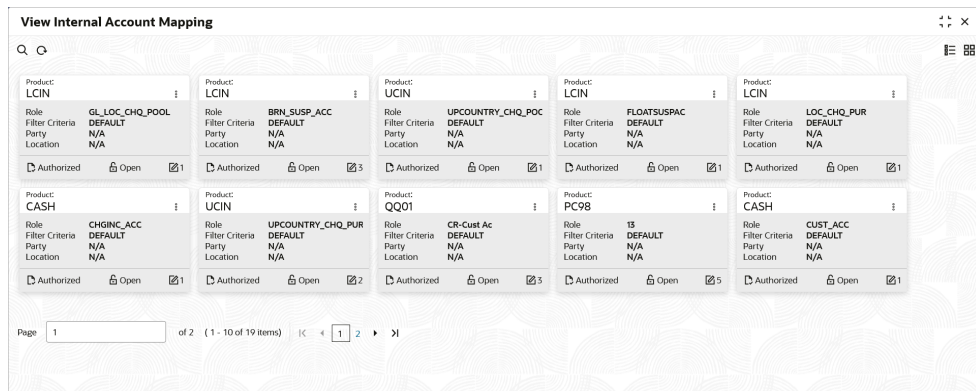 View Internal Account Mapping
Product:
LCIN
Role GL_LOC_CHQ_POOL
Filter Criteria DEFAULT
Party N/A
Location N/A
Authorized Open 1
Product:
LCIN
Role BRN_SUSP_ACC
Filter Criteria DEFAULT
Party N/A
Location N/A
Authorized Open 3
Product:
UCIN
Role UPCOUNTRY_CHQ_POC
Filter Criteria DEFAULT
Party N/A
Location N/A
Authorized Open 1
Product:
LCIN
Role FLOATSUSPAC
Filter Criteria DEFAULT
Party N/A
Location N/A
Authorized Open 1
Product:
LCIN
Role LOC_CHQ_PUR
Filter Criteria DEFAULT
Party N/A
Location N/A
Authorized Open 1
Product:
CASH
Role CHGINC_ACC
Filter Criteria DEFAULT
Party N/A
Location N/A
Authorized Open 1
Product:
UCIN
Role UPCOUNTRY_CHQ_PUR
Filter Criteria DEFAULT
Party N/A
Location N/A
Authorized Open 2
Product:
QQ01
Role CR-Cust Ac
Filter Criteria DEFAULT
Party N/A
Location N/A
Authorized Open 3
Product:
PC98
Role 13
Filter Criteria DEFAULT
Party N/A
Location N/A
Authorized Open 5
Product:
CASH
Role CUST_ACC
Filter Criteria DEFAULT
Party N/A
Location N/A
Authorized Open 1
Page 1 of 2 ( 1 - 10 of 19 items) 1 2